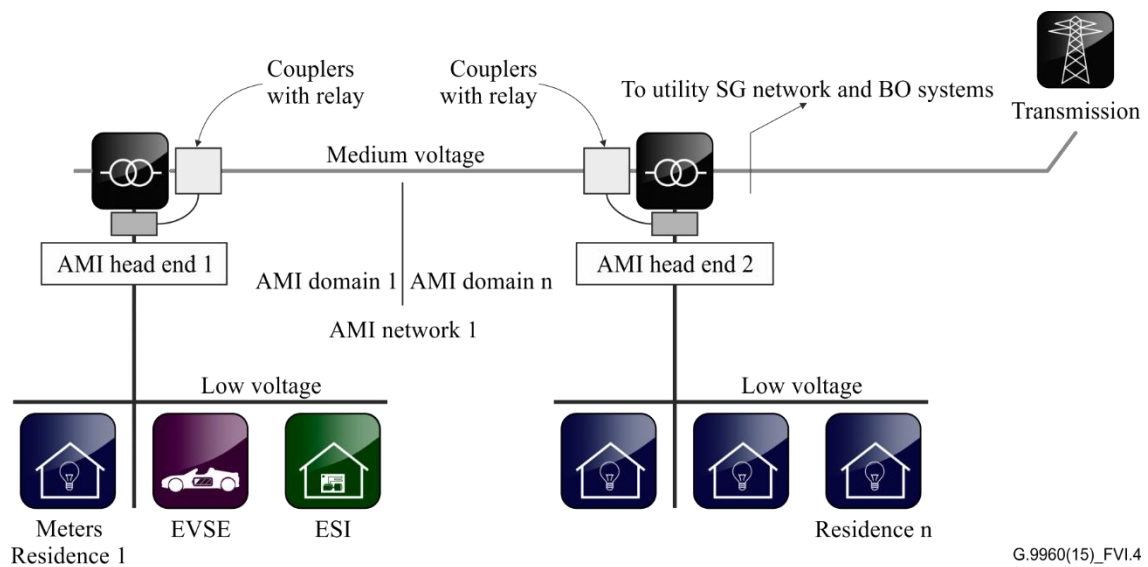 Couplers
with relay
Couplers
with relay
To utility SG network and BO systems
Transmission
Medium voltage
AMI head end 1
AMI domain 1
AMI domain n
AMI head end 2
AMI network 1
Low voltage
Low voltage
Meters
Residence 1
EVSE
ESI
Residence n
G.9960(15)_FVI.4